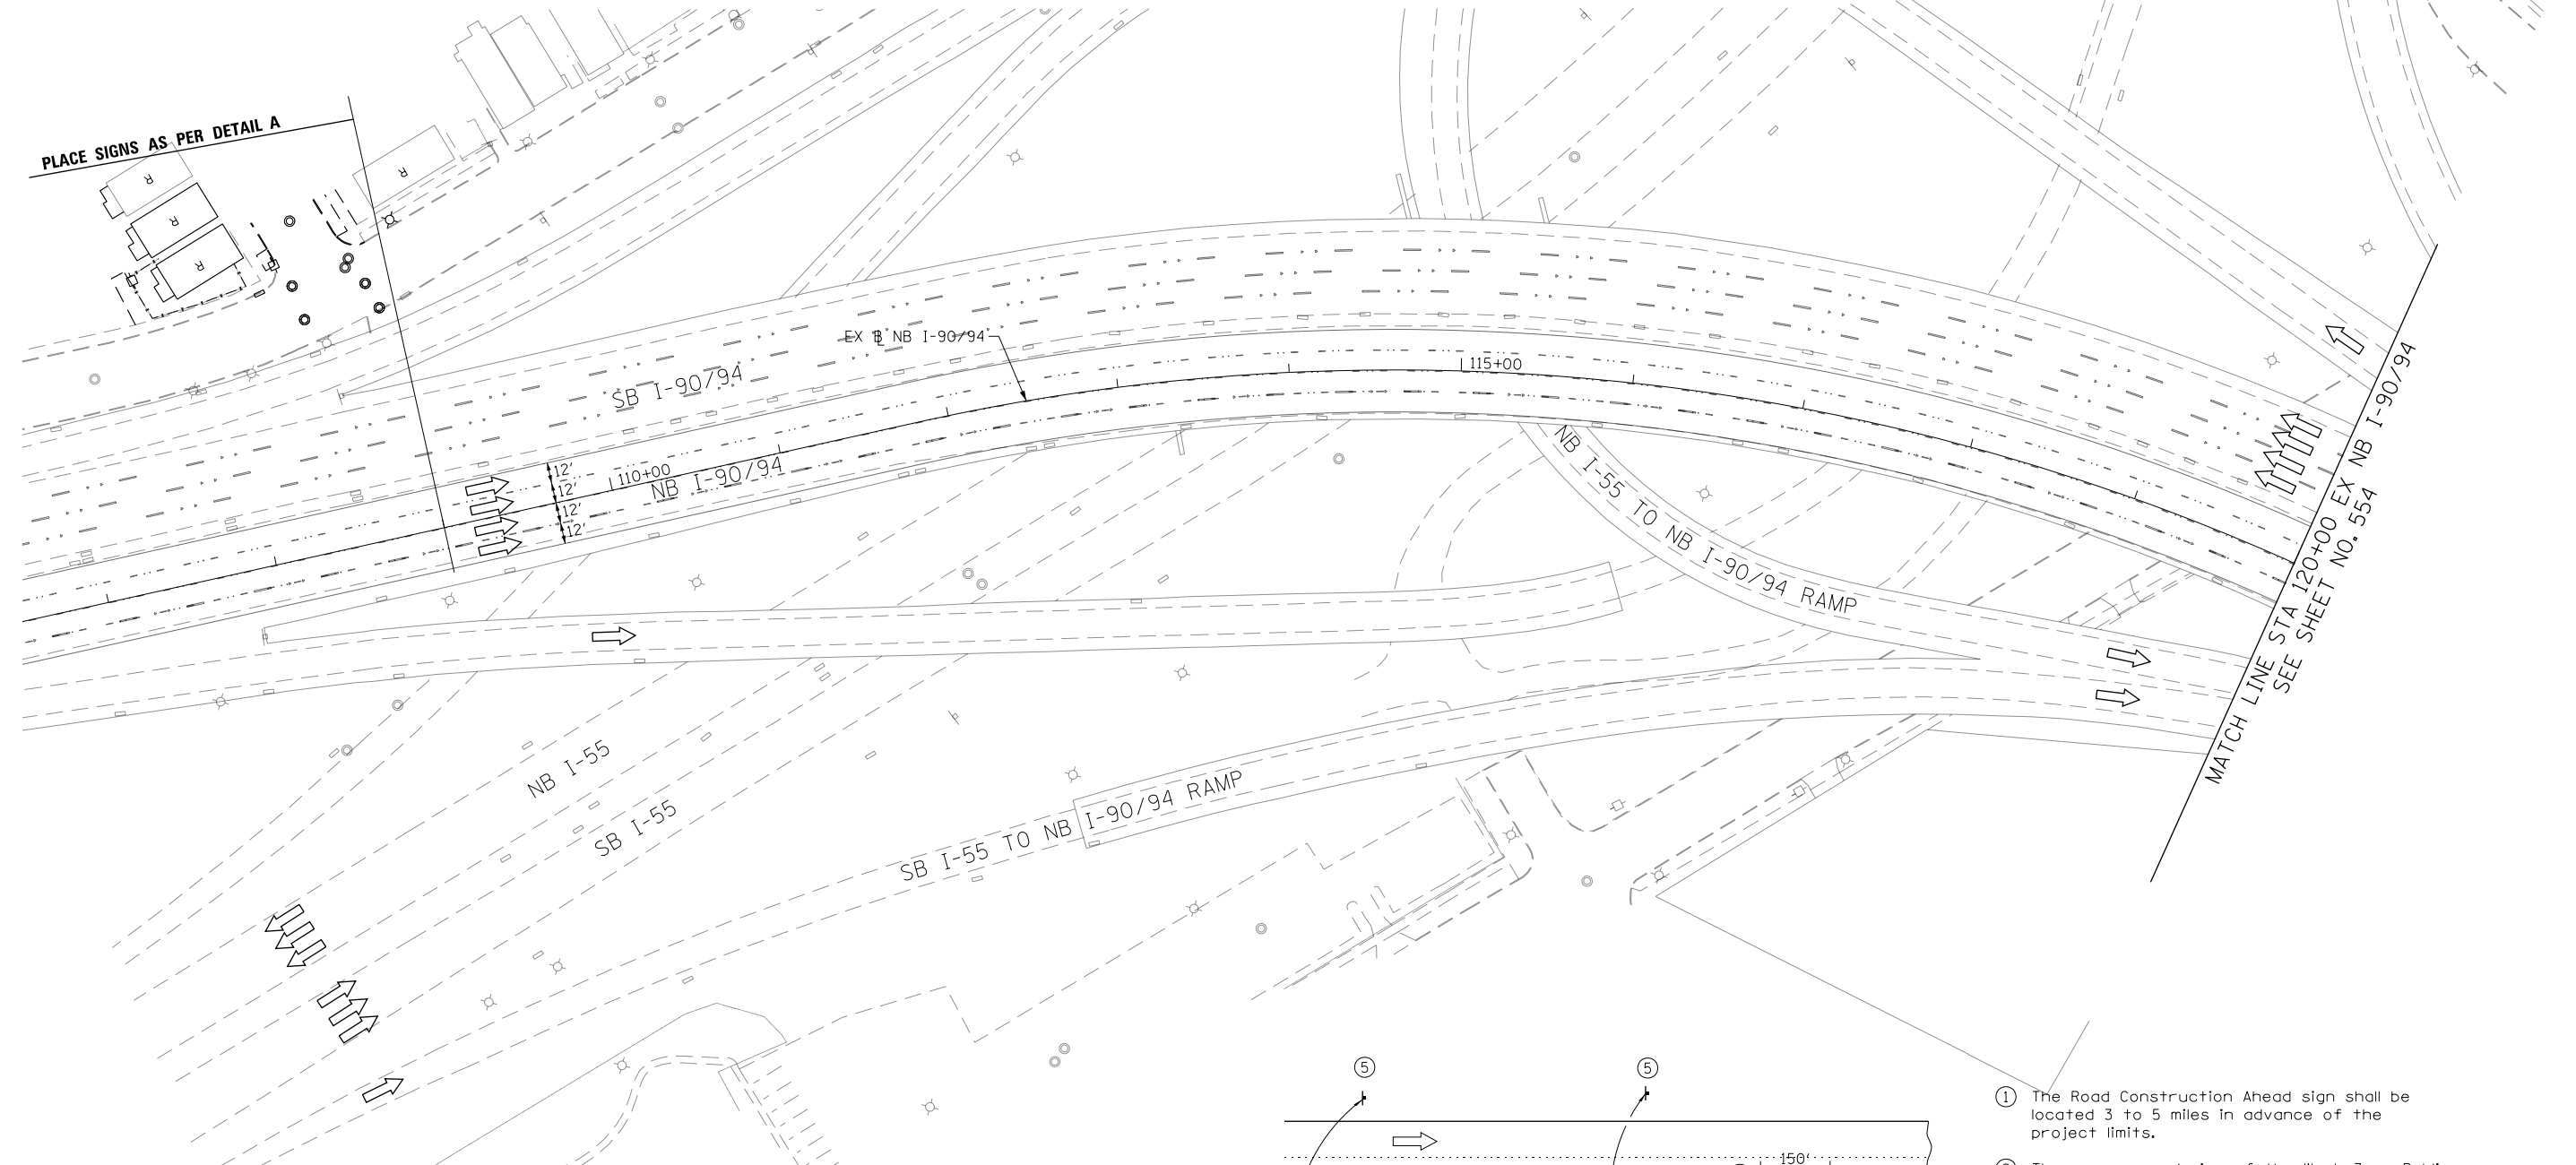 PLACE SIGNS AS PER DETAIL A
R
R
R
R
EX ℄ NB I-90/94
SB I-90/94
115+00
110+00
NB I-90/94
12'
12'
12'
12'
NB I-55 TO NB I-90/94 RAMP
MATCH LINE STA 120+00 EX NB I-90/94
SEE SHEET NO. 554
NB I-55
SB I-55
SB I-55 TO NB I-90/94 RAMP
5
5
150'
1 The Road Construction Ahead sign shall be
located 3 to 5 miles in advance of the
project limits.